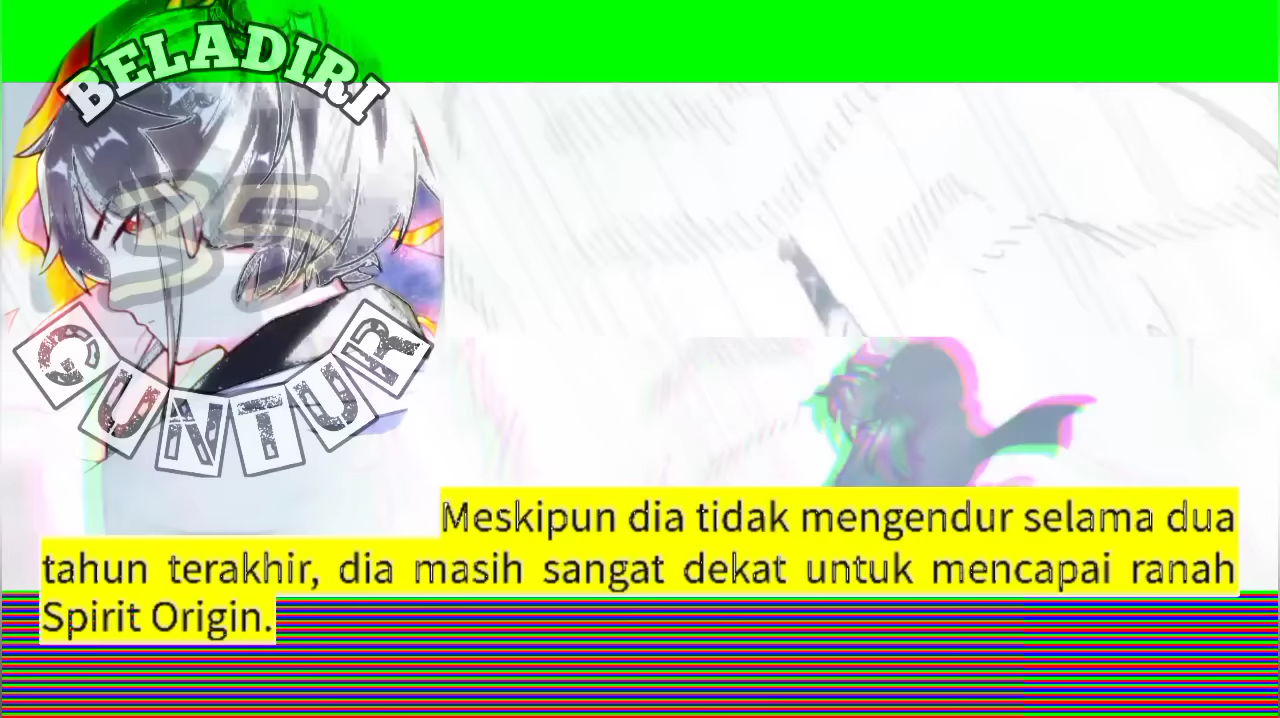 BELADIRI
35
GUNTUR
Meskipun dia tidak mengendur selama dua
tahun terakhir, dia masih sangat dekat untuk mencapai ranah
Spirit Origin.